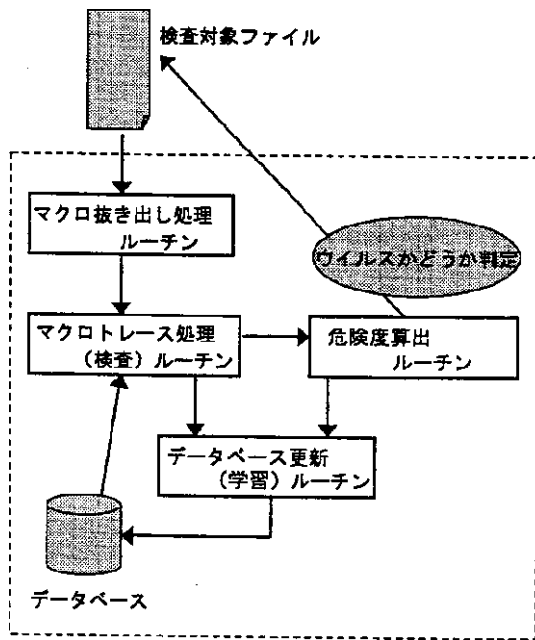 検査対象ファイル
マクロ抜き出し処理
ルーチン
ウイルスかどうか判定
マクロトレース処理
（検査）ルーチン
危険度算出
ルーチン
データベース更新
（学習）ルーチン
データベース